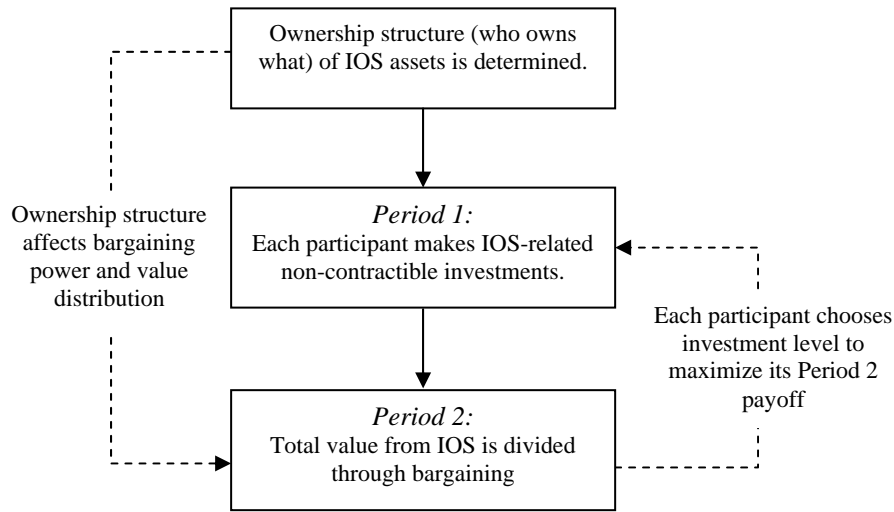 Ownership structure (who owns
what) of IOS assets is determined.
Ownership structure
affects bargaining
power and value
distribution
Period 1:
Each participant makes IOS-related
non-contractible investments.
Each participant chooses
investment level to
maximize its Period 2
payoff
Period 2:
Total value from IOS is divided
through bargaining